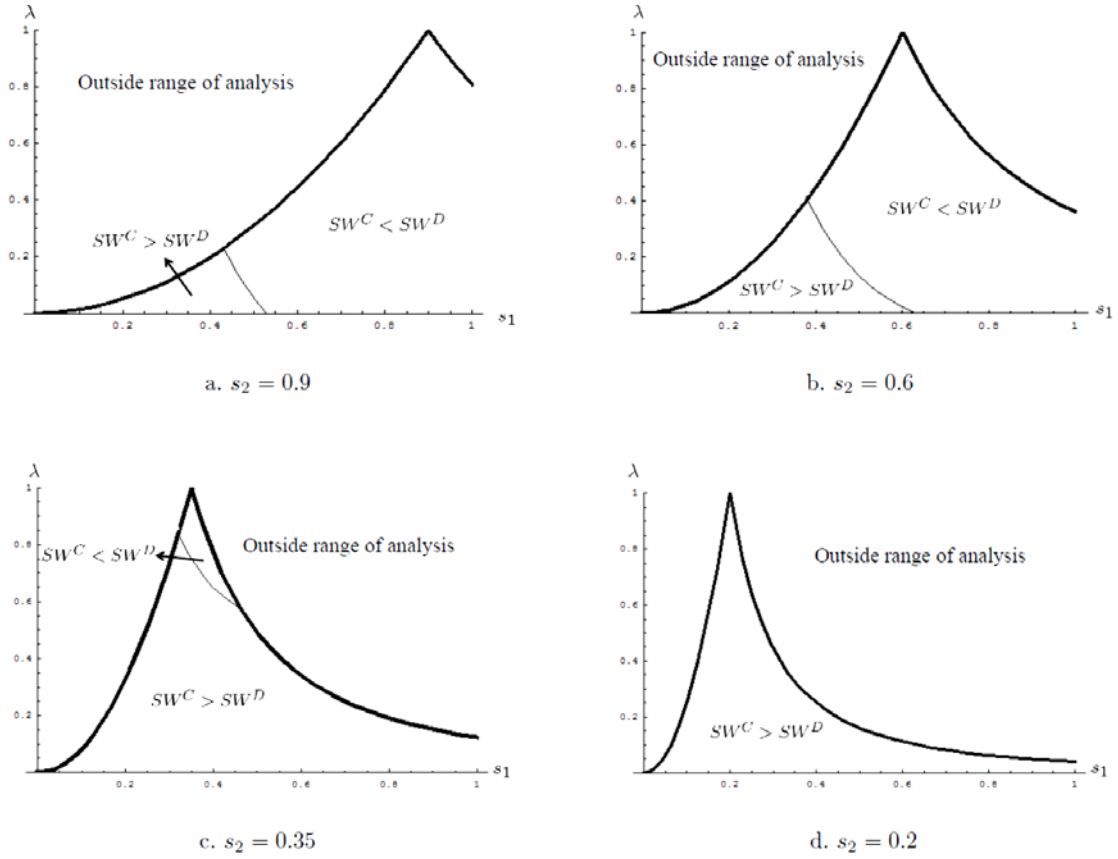 λ
1
Outside range of analysis
0.8
0.6
0.4
SW^C < SW^D
SW^C > SW^D
0.2
0.2 0.4 0.6 0.8 1 s₁
a. s₂ = 0.9
λ
1
Outside range of analysis
0.8
0.6
0.4
SW^C < SW^D
0.2
SW^C > SW^D
0.2 0.4 0.6 0.8 1 s₁
b. s₂ = 0.6
λ
1
Outside range of analysis
0.8
SW^C < SW^D
0.6
0.4
SW^C > SW^D
0.2
0.2 0.4 0.6 0.8 1 s₁
c. s₂ = 0.35
λ
1
0.8
Outside range of analysis
0.6
0.4
0.2
SW^C > SW^D
0.2 0.4 0.6 0.8 1 s₁
d. s₂ = 0.2